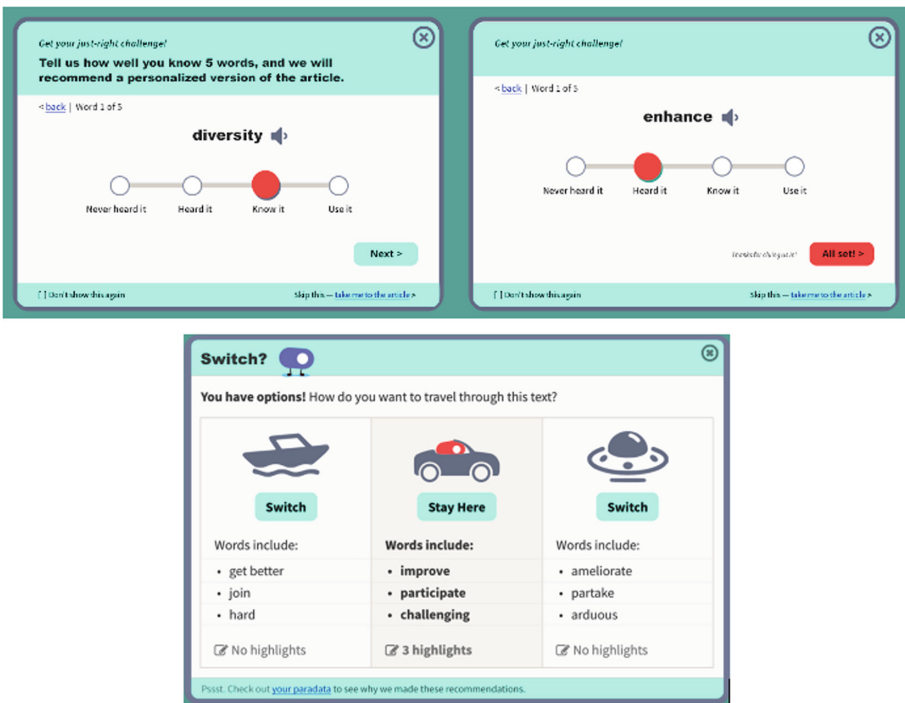 Get your just-right challenge!
Tell us how well you know 5 words, and we will
recommend a personalized version of the article.
< back | Word 1 of 5
diversity
Never heard it Heard it Know it Use it
Next >
[ ] Don't show this again Skip this — take me to the article >
Get your just-right challenge!
< back | Word 1 of 5
enhance
Never heard it Heard it Know it Use it
All set! >
[ ] Don't show this again Skip this — take me to the article >
Switch?
You have options! How do you want to travel through this text?
Switch Stay Here Switch
Words include: Words include: Words include:
• get better • improve • ameliorate
• join • participate • partake
• hard • challenging • arduous
No highlights 3 highlights No highlights
Pssst. Check out your paradata to see why we made these recommendations.